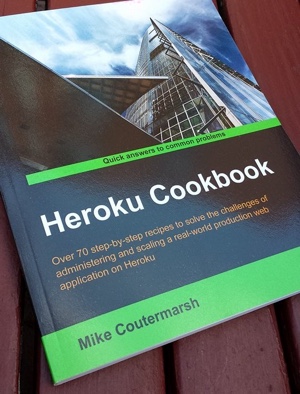 Quick answers to common problems
Heroku Cookbook
Over 70 step-by-step recipes to solve the challenges of
administering and scaling a real-world production web
application on Heroku
Mike Coutermarsh